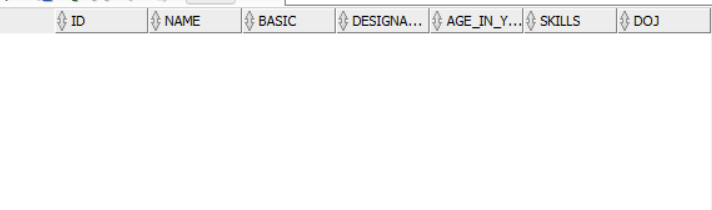 ID NAME BASIC DESIGNA... AGE_IN_Y... SKILLS DOJ